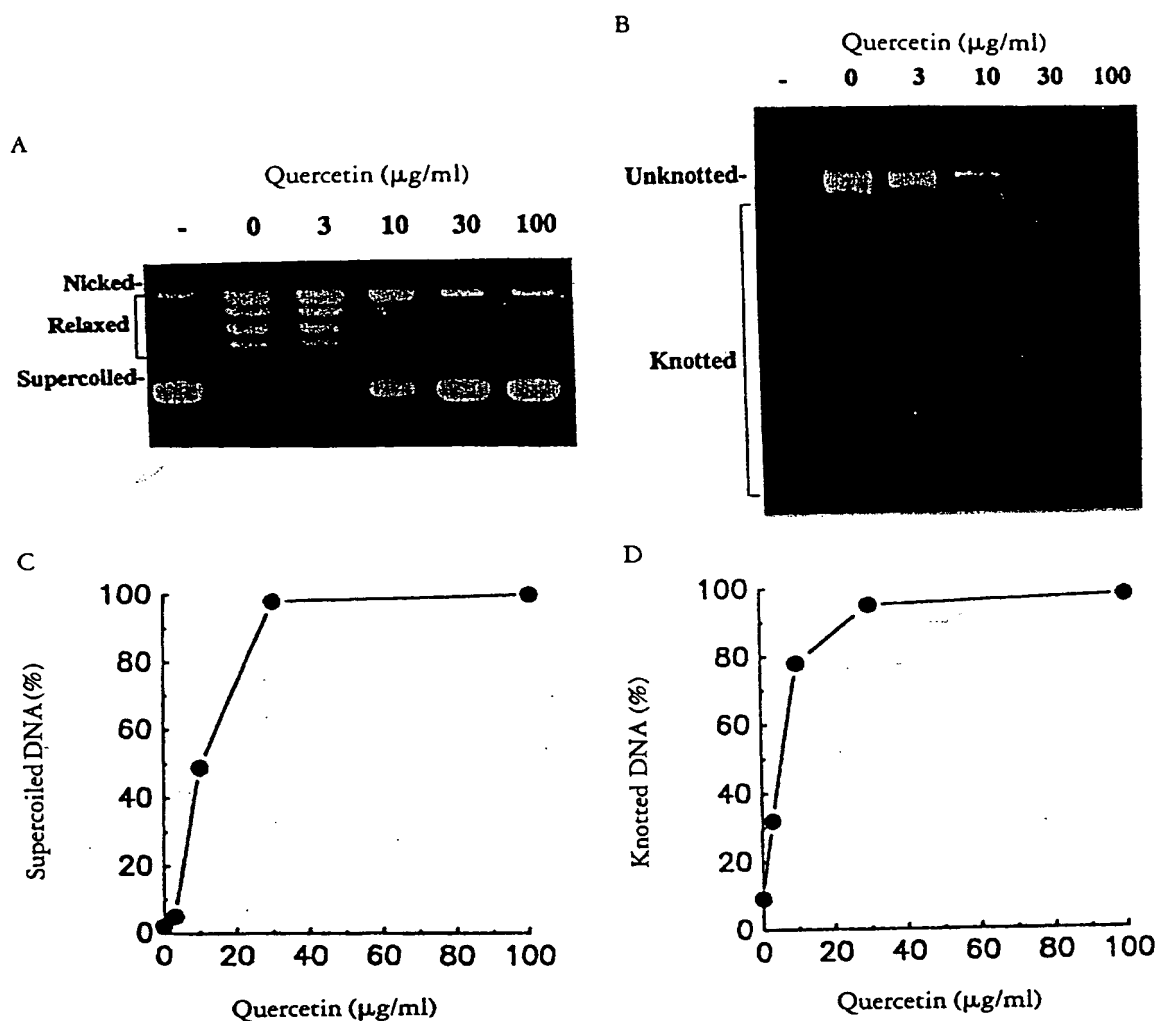 A
Quercetin (µg/ml)
- 0 3 10 30 100
Nicked-
Relaxed
Supercoiled-
B
Quercetin (µg/ml)
- 0 3 10 30 100
Unknotted-
Knotted
C
Supercoiled DNA (%)
100
80
60
40
20
0
0 20 40 60 80 100
Quercetin (µg/ml)
D
Knotted DNA (%)
100
80
60
40
20
0
0 20 40 60 80 100
Quercetin (µg/ml)